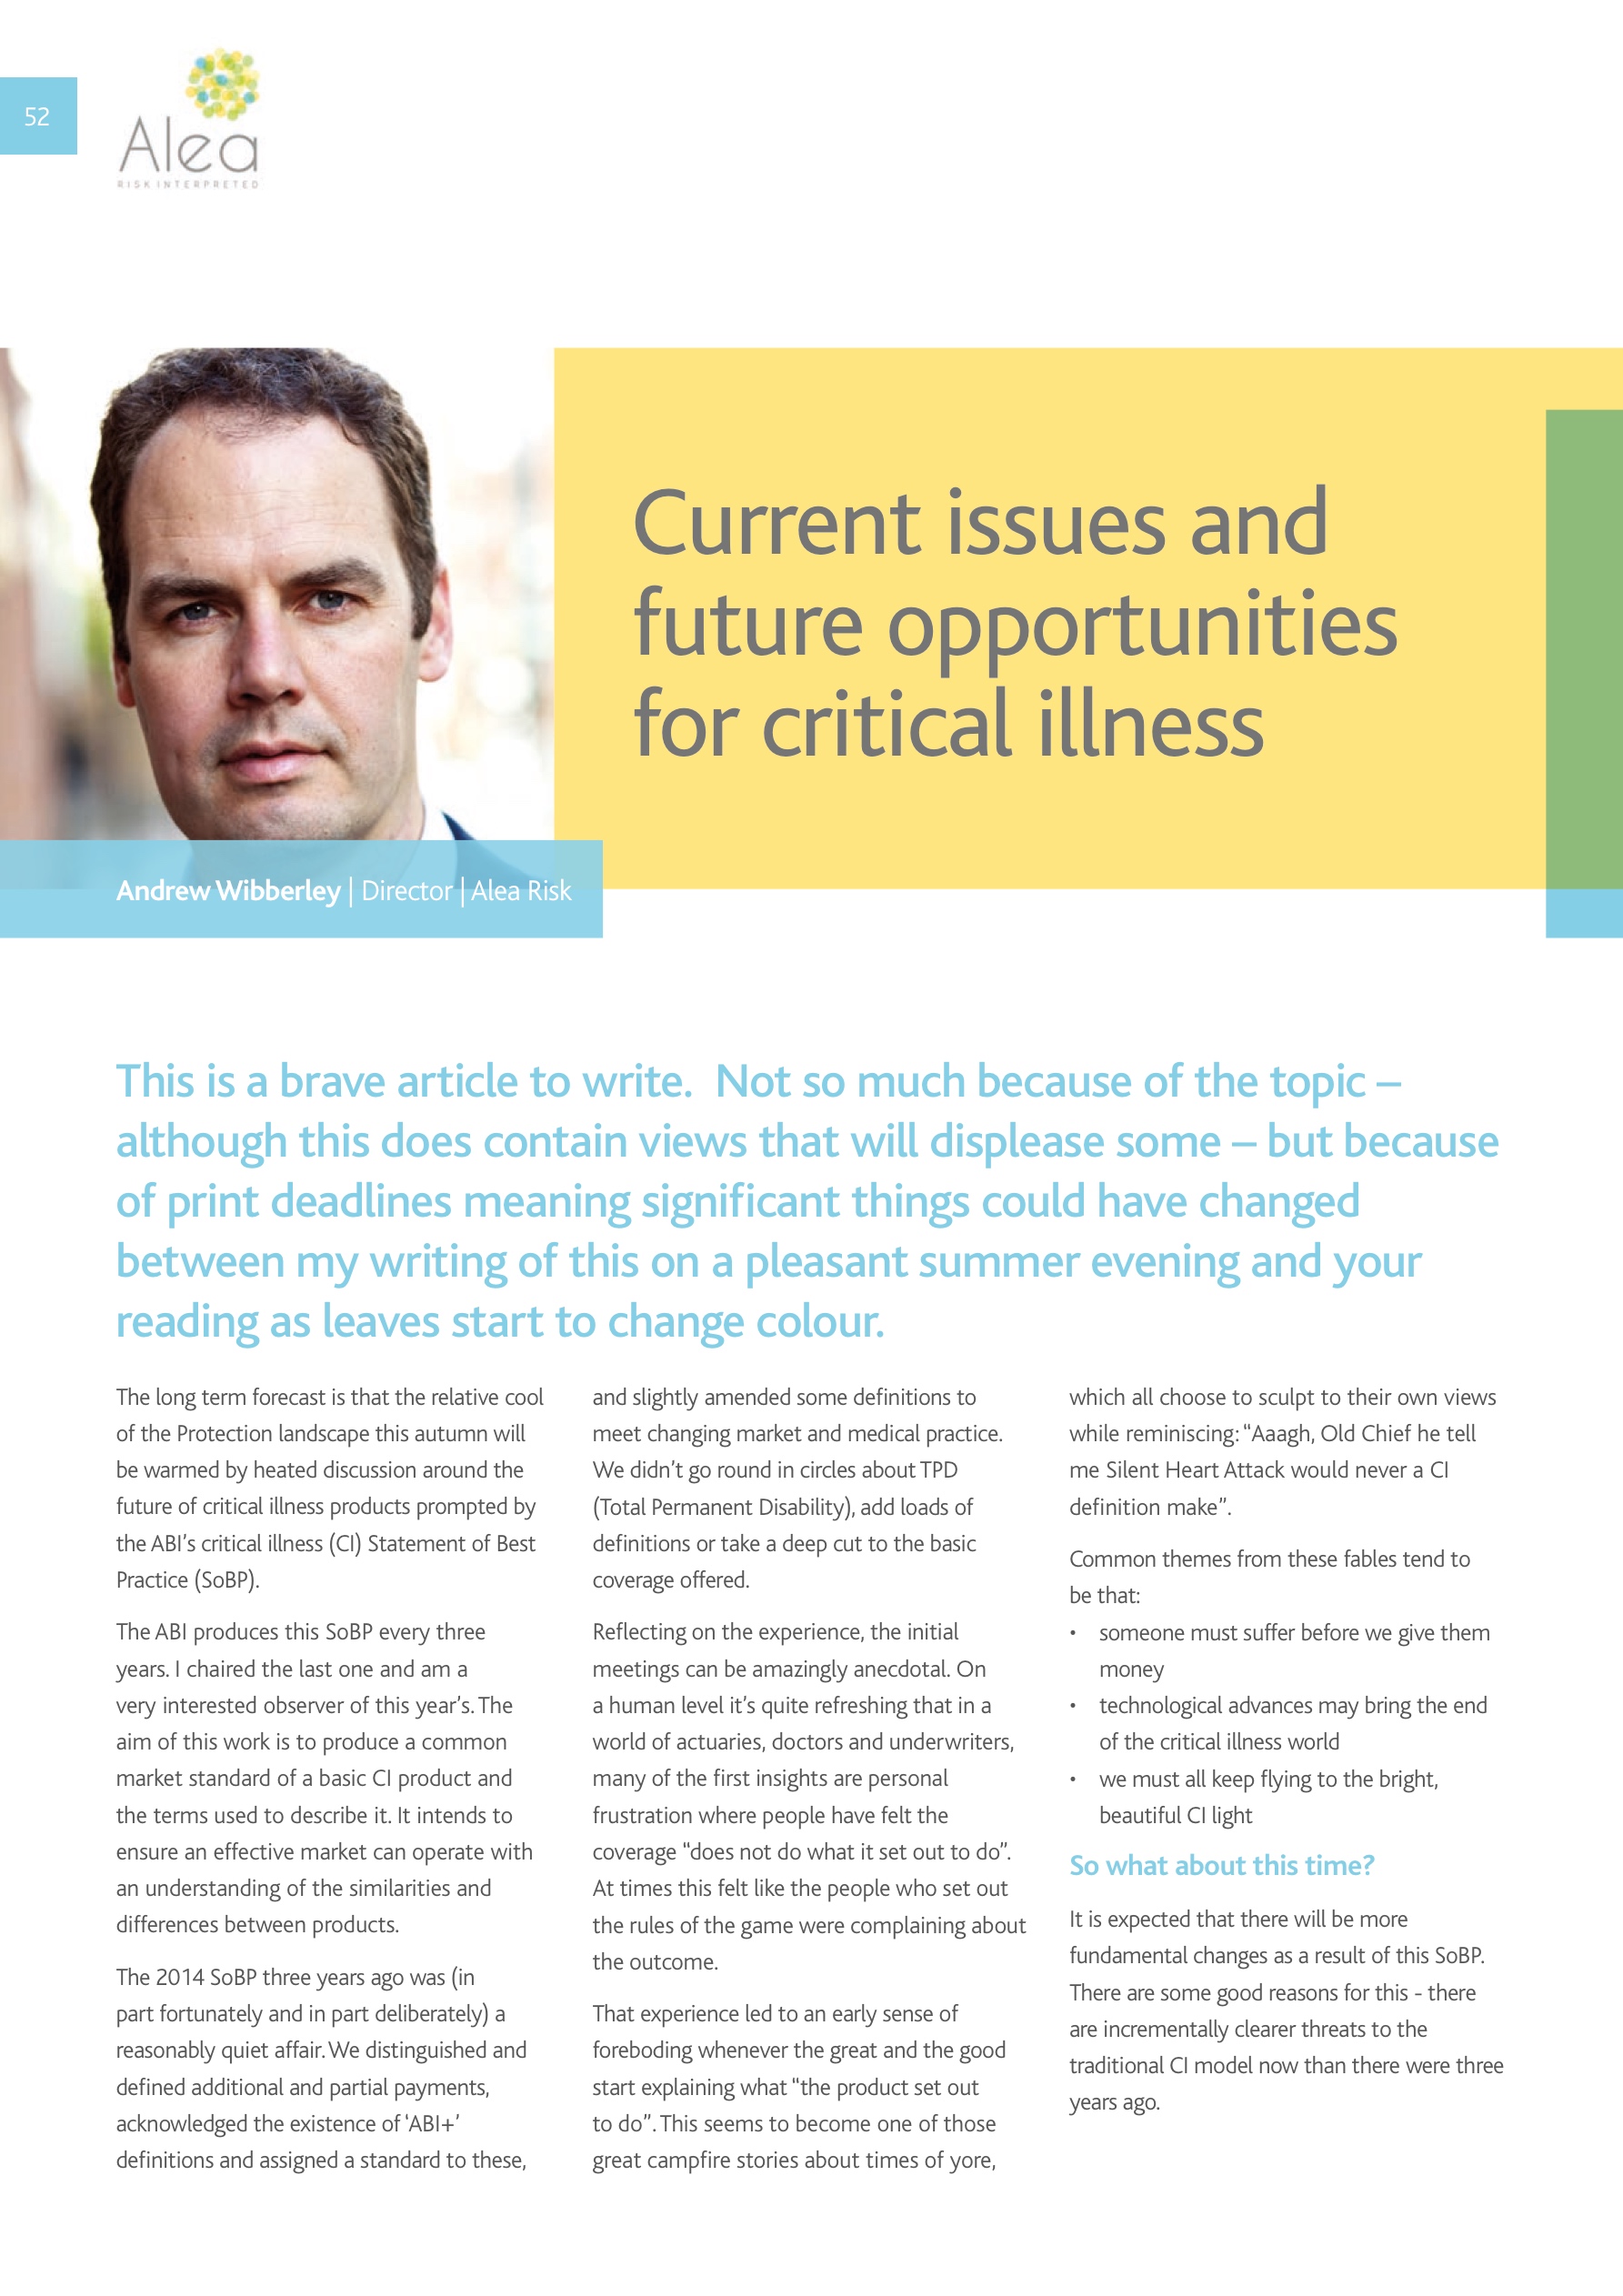 52
Alea
RISK INTERPRETED
Current issues and
future opportunities
for critical illness
Andrew Wibberley | Director | Alea Risk
This is a brave article to write.  Not so much because of the topic –
although this does contain views that will displease some – but because
of print deadlines meaning significant things could have changed
between my writing of this on a pleasant summer evening and your
reading as leaves start to change colour.
The long term forecast is that the relative cool
of the Protection landscape this autumn will
be warmed by heated discussion around the
future of critical illness products prompted by
the ABI’s critical illness (CI) Statement of Best
Practice (SoBP).
The ABI produces this SoBP every three
years. I chaired the last one and am a
very interested observer of this year’s. The
aim of this work is to produce a common
market standard of a basic CI product and
the terms used to describe it. It intends to
ensure an effective market can operate with
an understanding of the similarities and
differences between products.
The 2014 SoBP three years ago was (in
part fortunately and in part deliberately) a
reasonably quiet affair. We distinguished and
defined additional and partial payments,
acknowledged the existence of ‘ABI+’
definitions and assigned a standard to these,
and slightly amended some definitions to
meet changing market and medical practice.
We didn’t go round in circles about TPD
(Total Permanent Disability), add loads of
definitions or take a deep cut to the basic
coverage offered.
Reflecting on the experience, the initial
meetings can be amazingly anecdotal. On
a human level it’s quite refreshing that in a
world of actuaries, doctors and underwriters,
many of the first insights are personal
frustration where people have felt the
coverage “does not do what it set out to do”.
At times this felt like the people who set out
the rules of the game were complaining about
the outcome.
That experience led to an early sense of
foreboding whenever the great and the good
start explaining what “the product set out
to do”. This seems to become one of those
great campfire stories about times of yore,
which all choose to sculpt to their own views
while reminiscing: “Aaagh, Old Chief he tell
me Silent Heart Attack would never a CI
definition make”.
Common themes from these fables tend to
be that:
• someone must suffer before we give them
money
• technological advances may bring the end
of the critical illness world
• we must all keep flying to the bright,
beautiful CI light
So what about this time?
It is expected that there will be more
fundamental changes as a result of this SoBP.
There are some good reasons for this - there
are incrementally clearer threats to the
traditional CI model now than there were three
years ago.